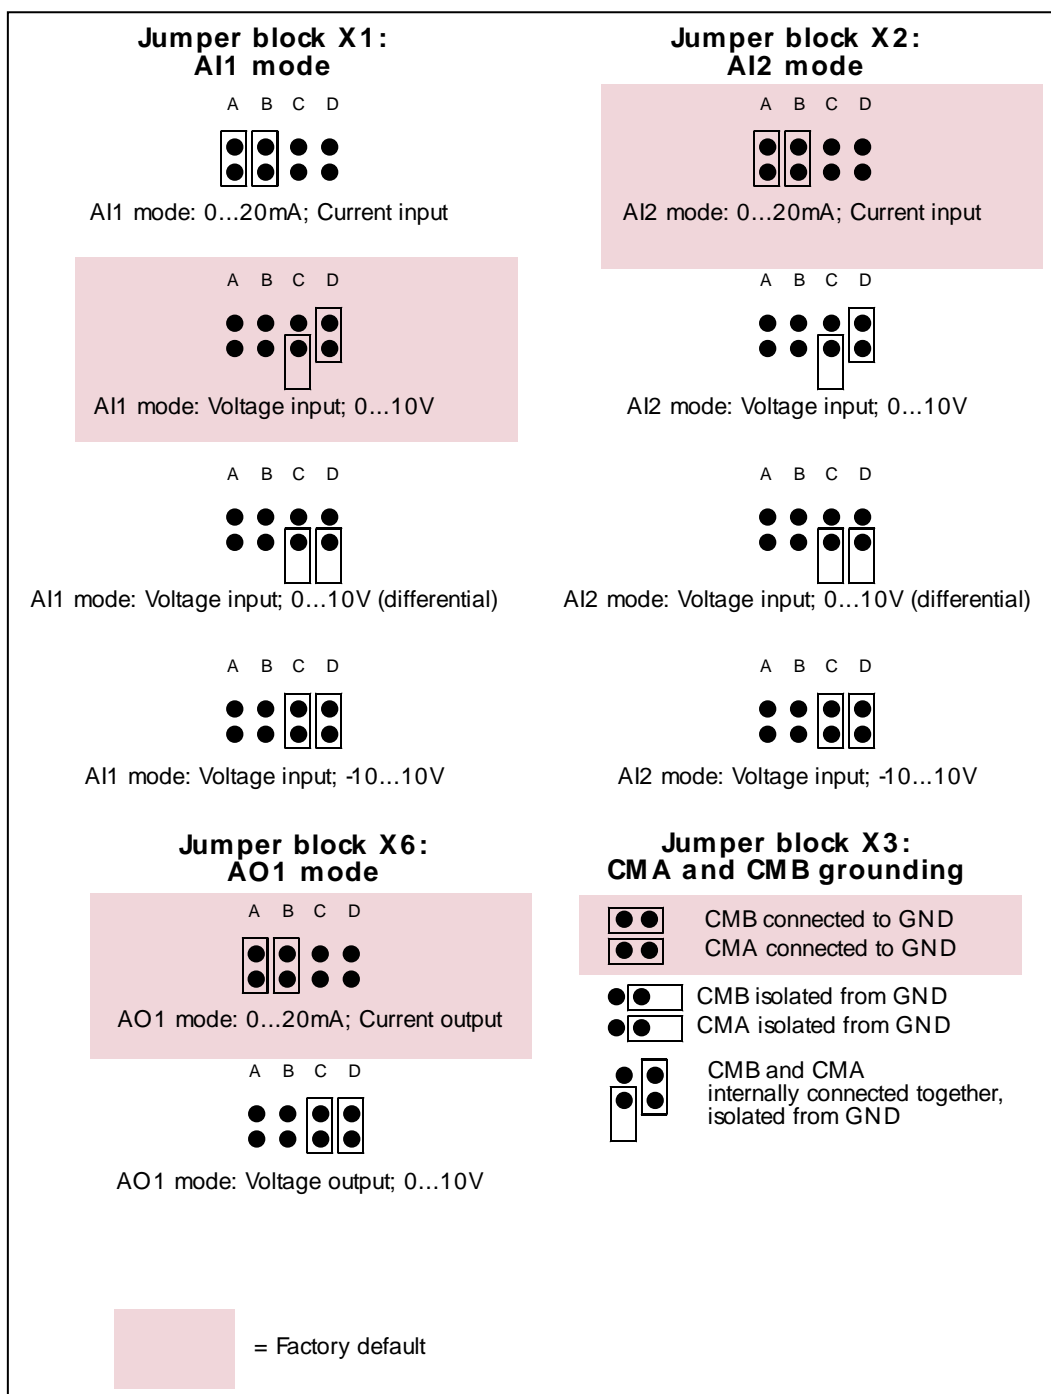 Jumper block X1:
AI1 mode
A B C D
AI1 mode: 0...20mA; Current input
A B C D
AI1 mode: Voltage input; 0...10V
A B C D
AI1 mode: Voltage input; 0...10V (differential)
A B C D
AI1 mode: Voltage input; -10...10V
Jumper block X2:
AI2 mode
A B C D
AI2 mode: 0...20mA; Current input
A B C D
AI2 mode: Voltage input; 0...10V
A B C D
AI2 mode: Voltage input; 0...10V (differential)
A B C D
AI2 mode: Voltage input; -10...10V
Jumper block X6:
AO1 mode
A B C D
AO1 mode: 0...20mA; Current output
A B C D
AO1 mode: Voltage output; 0...10V
Jumper block X3:
CMA and CMB grounding
CMB connected to GND
CMA connected to GND
CMB isolated from GND
CMA isolated from GND
CMB and CMA
internally connected together,
isolated from GND
= Factory default